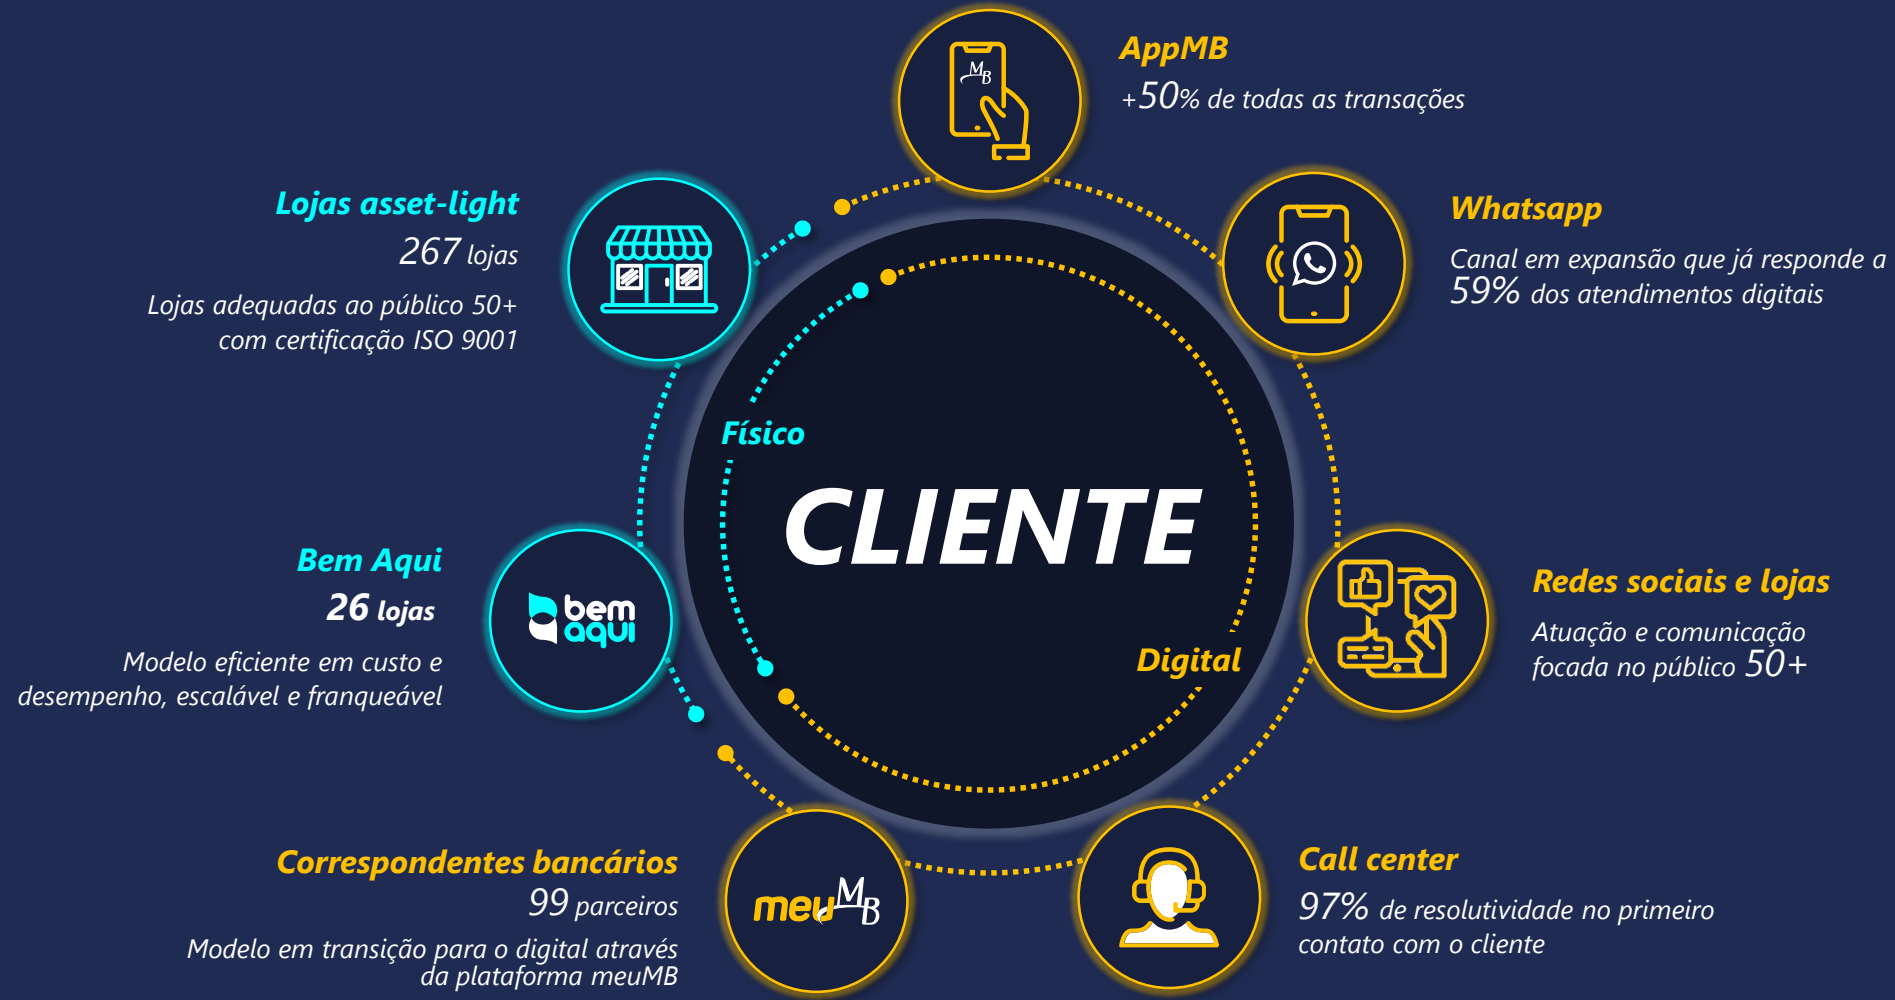 AppMB
+50% de todas as transações
MB
Lojas asset-light
267 lojas
Lojas adequadas ao público 50+
com certificação ISO 9001
Whatsapp
Canal em expansão que já responde a
59% dos atendimentos digitais
Físico
CLIENTE
Digital
Bem Aqui
26 lojas
Modelo eficiente em custo e
desempenho, escalável e franqueável
bem
aqui
Redes sociais e lojas
Atuação e comunicação
focada no público 50+
Correspondentes bancários
99 parceiros
Modelo em transição para o digital através
da plataforma meuMB
meuMB
Call center
97% de resolutividade no primeiro
contato com o cliente